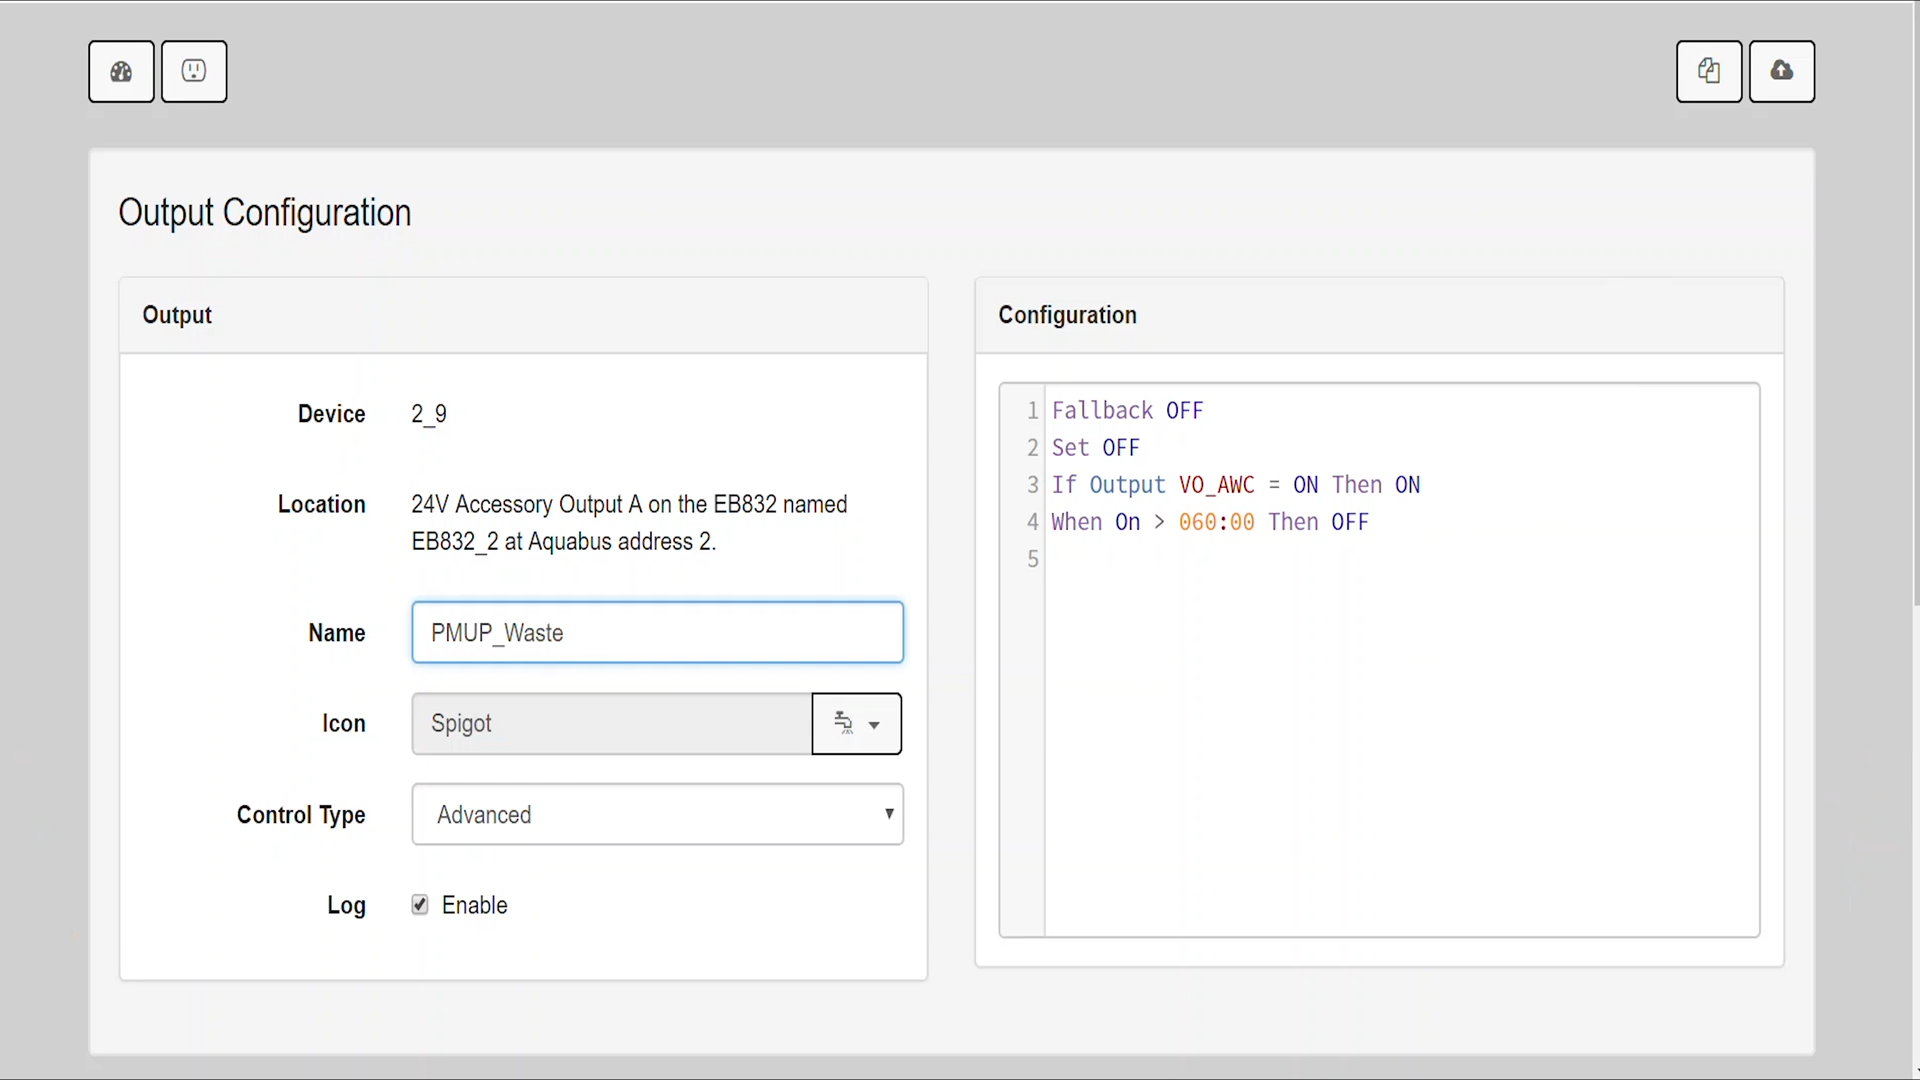 Output Configuration
Output
Device 2_9
Location 24V Accessory Output A on the EB832 named
EB832_2 at Aquabus address 2.
Name PMUP_Waste
Icon Spigot
Control Type Advanced
Log Enable
Configuration
1 Fallback OFF
2 Set OFF
3 If Output VO_AWC = ON Then ON
4 When On > 060:00 Then OFF
5